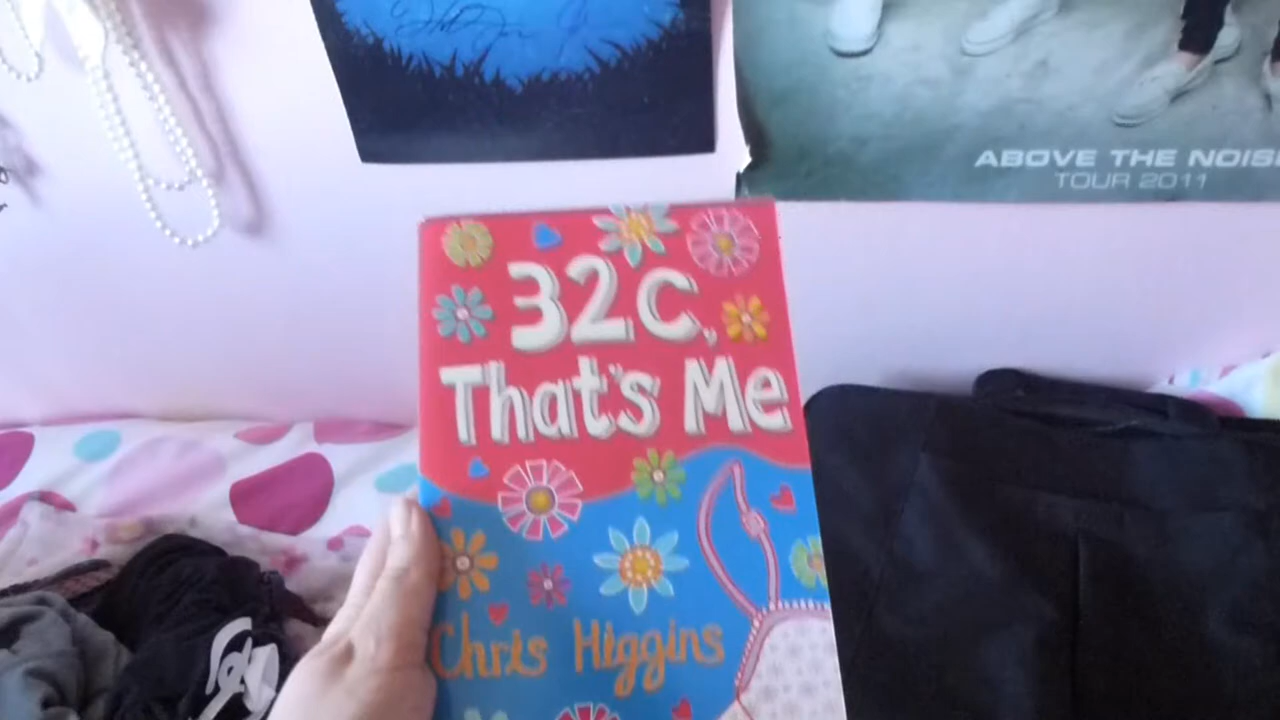 ABOVE THE NOISE
TOUR 2011
32C,
That's Me
Chris Higgins